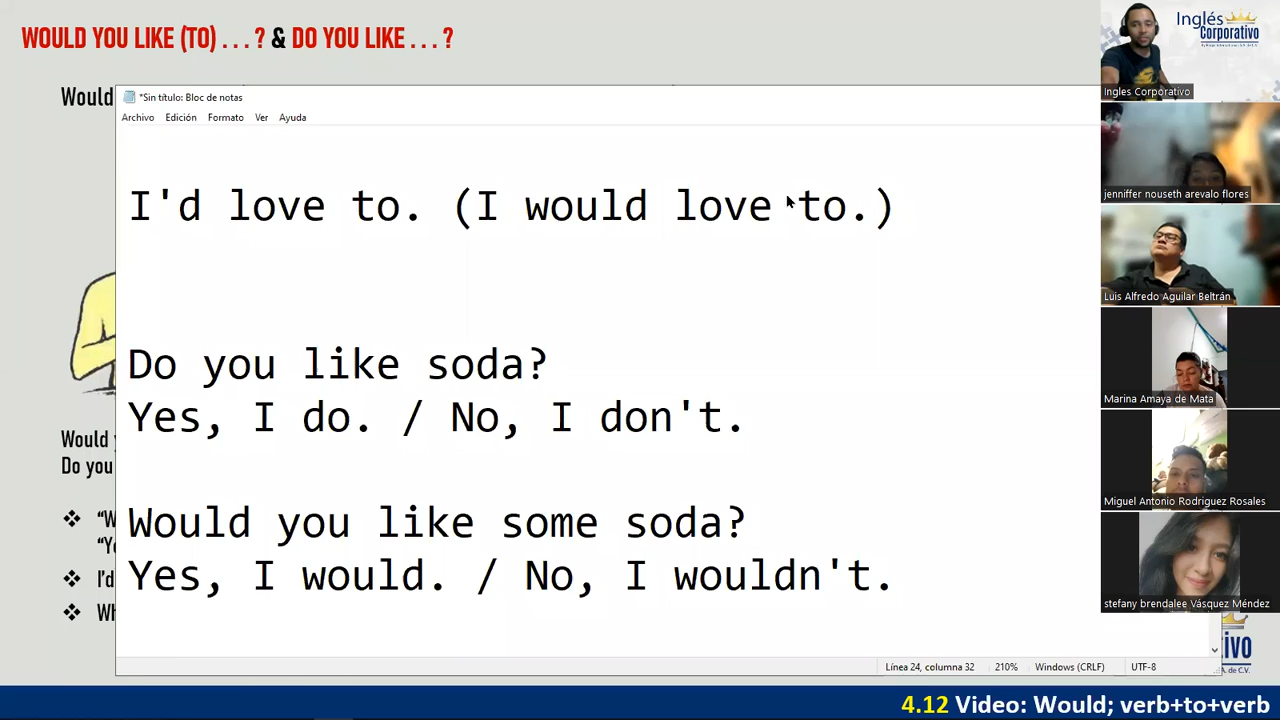 WOULD YOU LIKE (TO) . . . ? & DO YOU LIKE . . . ?
Would
*Sin título: Bloc de notas
Archivo Edición Formato Ver Ayuda
I'd love to. (I would love to.)
Do you like soda?
Yes, I do. / No, I don't.
Would you like some soda?
Yes, I would. / No, I wouldn't.
Would
Do you
I'd
Línea 24, columna 32 210% Windows (CRLF) UTF-8
Inglés
Corporativo
Ingles Corporativo
jenniffer nouseth arevalo flores
Luis Alfredo Aguilar Beltrán
Marina Amaya de Mata
Miguel Antonio Rodriguez Rosales
stefany brendalee Vásquez Méndez
4.12 Video: Would; verb+to+verb